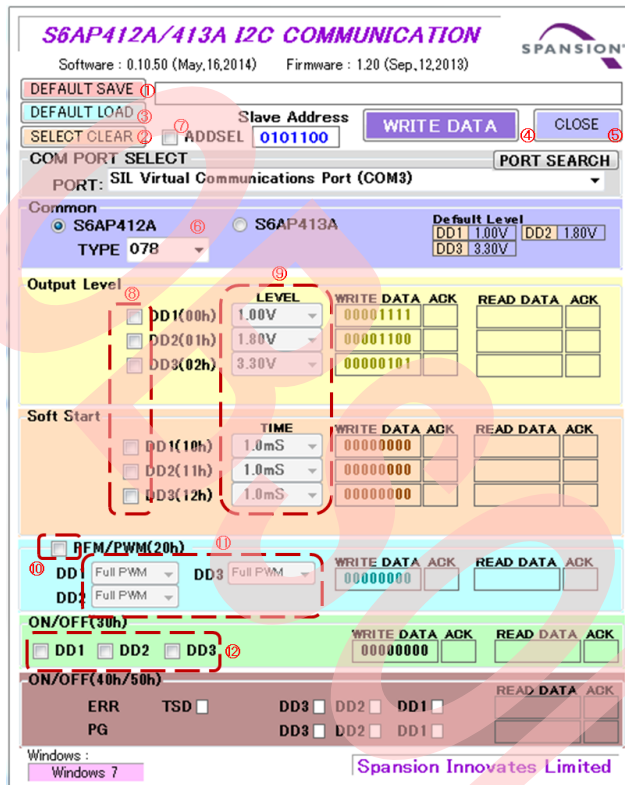 S6AP412A/413A I2C COMMUNICATION
SPANSION
Software : 0.10.50 (May,16,2014) Firmware : 1.20 (Sep,12,2013)
DEFAULT SAVE ①
DEFAULT LOAD ③
SELECT CLEAR ② ⑦ ADDSEL
Slave Address
0101100
WRITE DATA ④ CLOSE ⑤
COM PORT SELECT PORT SEARCH
PORT: SIL Virtual Communications Port (COM3)
Common
S6AP412A ⑥ S6AP413A
TYPE 078
Default Level
DD1 1.00V DD2 1.80V
DD3 3.30V
Output Level ⑧ ⑨
LEVEL WRITE DATA ACK READ DATA ACK
DD1(00h) 1.00V 00001111
DD2(01h) 1.80V 00001100
DD3(02h) 3.30V 00000101
Soft Start
TIME WRITE DATA ACK READ DATA ACK
DD1(10h) 1.0mS 00000000
DD2(11h) 1.0mS 00000000
DD3(12h) 1.0mS 00000000
PFM/PWM(20h) ⑪
⑩ DD1 Full PWM DD3 Full PWM
DD2 Full PWM
WRITE DATA ACK READ DATA ACK
00000000
ON/OFF(30h)
DD1 DD2 DD3 ⑫
WRITE DATA ACK READ DATA ACK
00000000
ON/OFF(40h/50h)
READ DATA ACK
ERR TSD DD3 DD2 DD1
PG DD3 DD2 DD1
Windows :
Windows 7
Spansion Innovates Limited